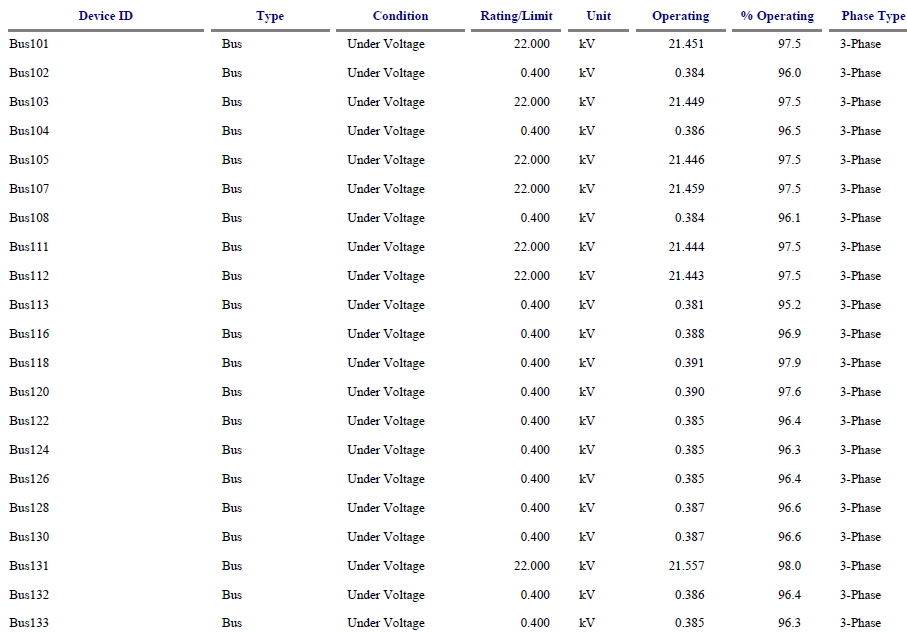 Device ID Type Condition Rating/Limit Unit Operating % Operating Phase Type
Bus101 Bus Under Voltage 22.000 kV 21.451 97.5 3-Phase
Bus102 Bus Under Voltage 0.400 kV 0.384 96.0 3-Phase
Bus103 Bus Under Voltage 22.000 kV 21.449 97.5 3-Phase
Bus104 Bus Under Voltage 0.400 kV 0.386 96.5 3-Phase
Bus105 Bus Under Voltage 22.000 kV 21.446 97.5 3-Phase
Bus107 Bus Under Voltage 22.000 kV 21.459 97.5 3-Phase
Bus108 Bus Under Voltage 0.400 kV 0.384 96.1 3-Phase
Bus111 Bus Under Voltage 22.000 kV 21.444 97.5 3-Phase
Bus112 Bus Under Voltage 22.000 kV 21.443 97.5 3-Phase
Bus113 Bus Under Voltage 0.400 kV 0.381 95.2 3-Phase
Bus116 Bus Under Voltage 0.400 kV 0.388 96.9 3-Phase
Bus118 Bus Under Voltage 0.400 kV 0.391 97.9 3-Phase
Bus120 Bus Under Voltage 0.400 kV 0.390 97.6 3-Phase
Bus122 Bus Under Voltage 0.400 kV 0.385 96.4 3-Phase
Bus124 Bus Under Voltage 0.400 kV 0.385 96.3 3-Phase
Bus126 Bus Under Voltage 0.400 kV 0.385 96.4 3-Phase
Bus128 Bus Under Voltage 0.400 kV 0.387 96.6 3-Phase
Bus130 Bus Under Voltage 0.400 kV 0.387 96.6 3-Phase
Bus131 Bus Under Voltage 22.000 kV 21.557 98.0 3-Phase
Bus132 Bus Under Voltage 0.400 kV 0.386 96.4 3-Phase
Bus133 Bus Under Voltage 0.400 kV 0.385 96.3 3-Phase